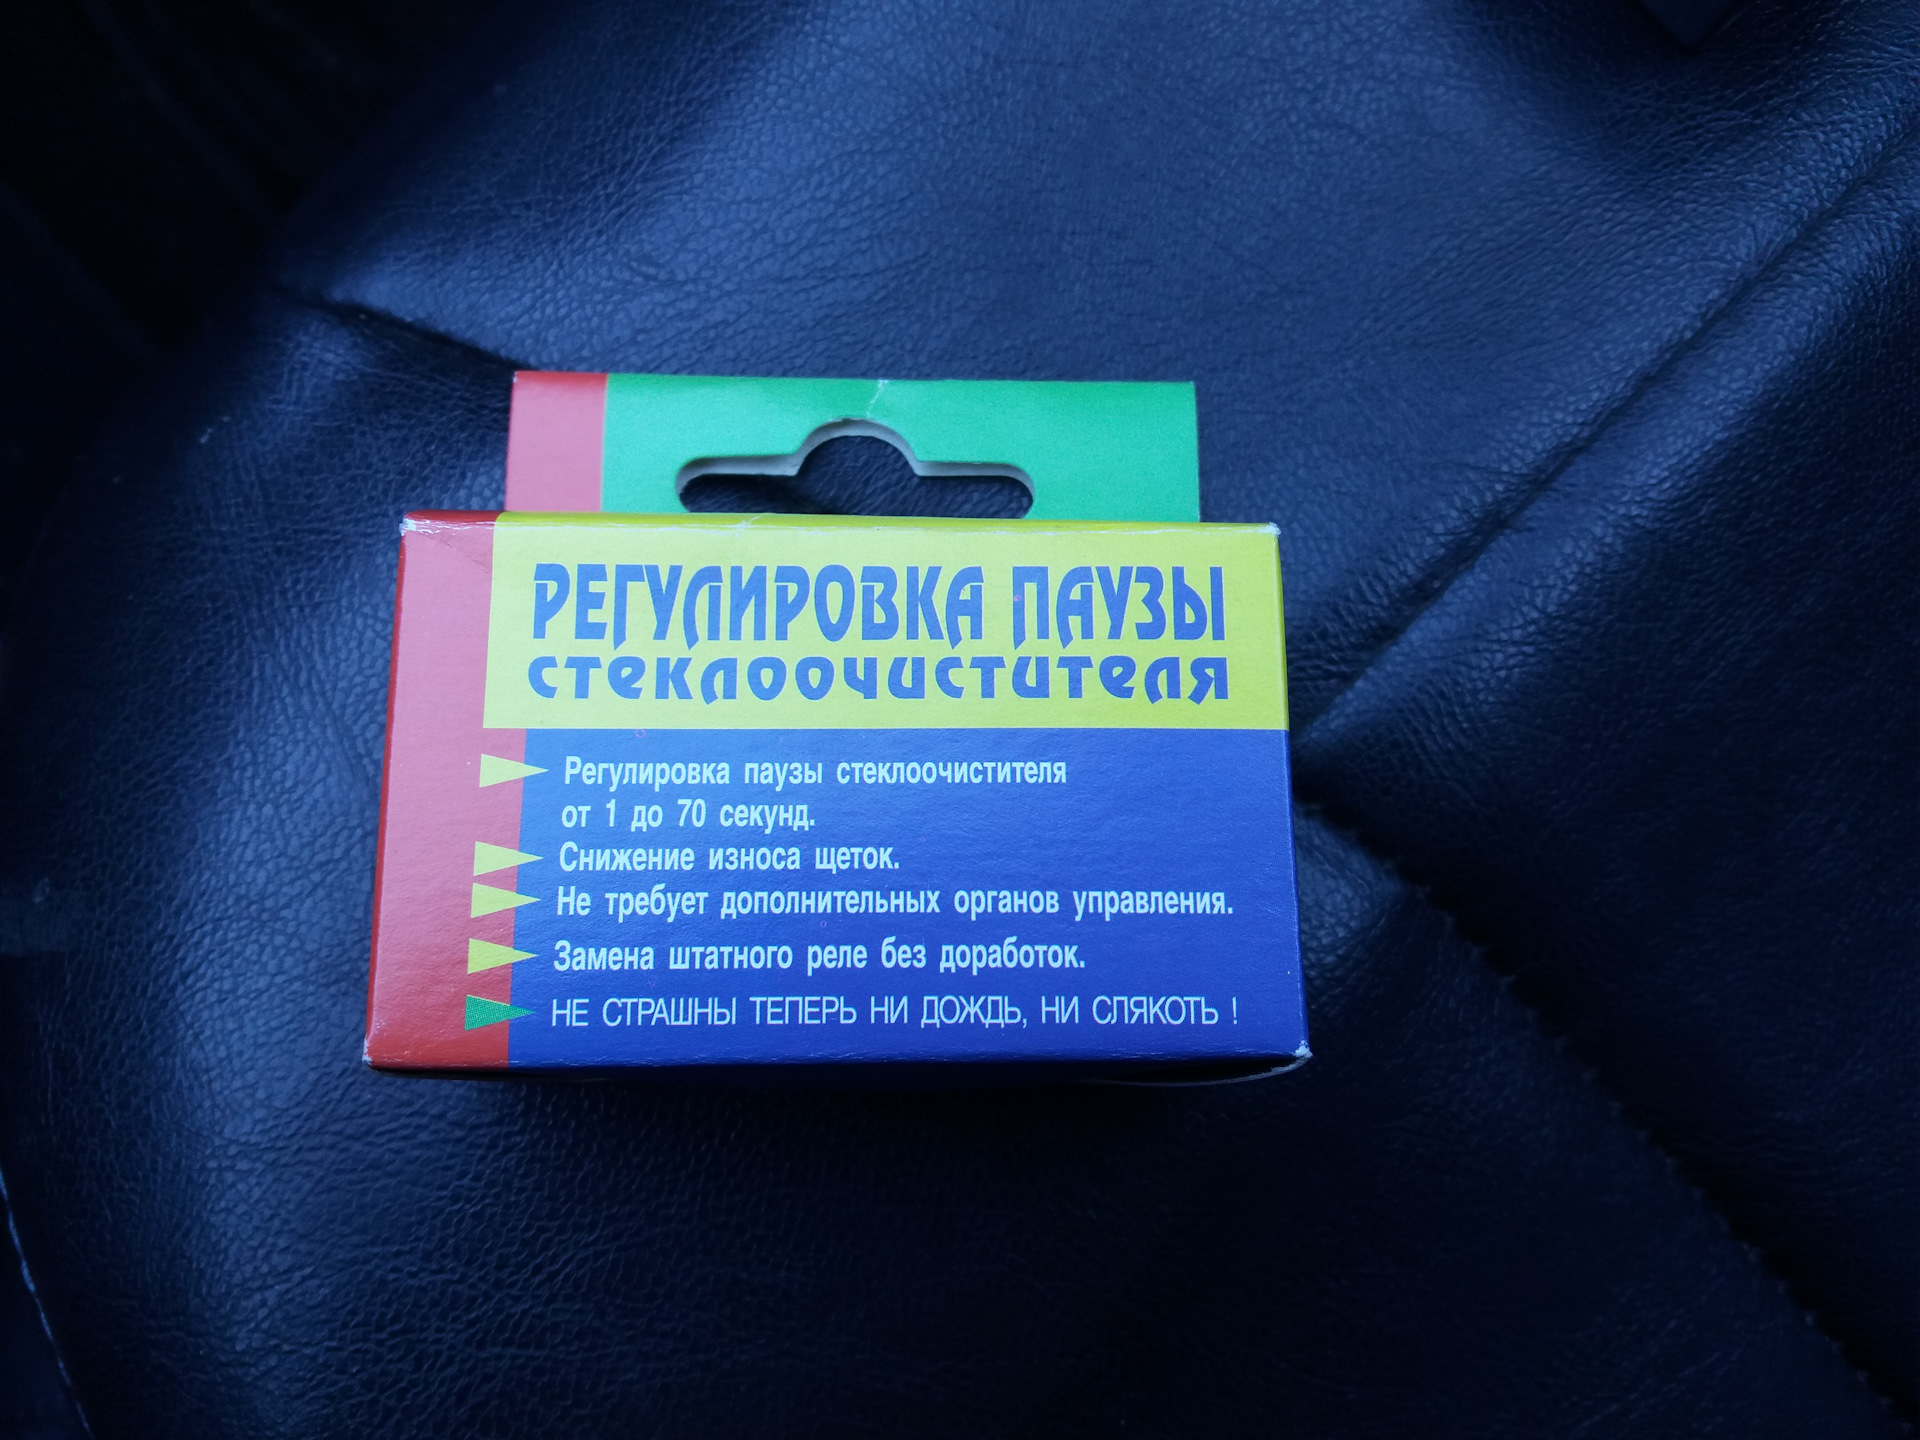 РЕГУЛИРОВКА ПАУЗЫ
стеклоочистителя
Регулировка паузы стеклоочистителя
от 1 до 70 секунд.
Снижение износа щеток.
Не требует дополнительных органов управления.
Замена штатного реле без доработок.
НЕ СТРАШНЫ ТЕПЕРЬ НИ ДОЖДЬ, НИ СЛЯКОТЬ !